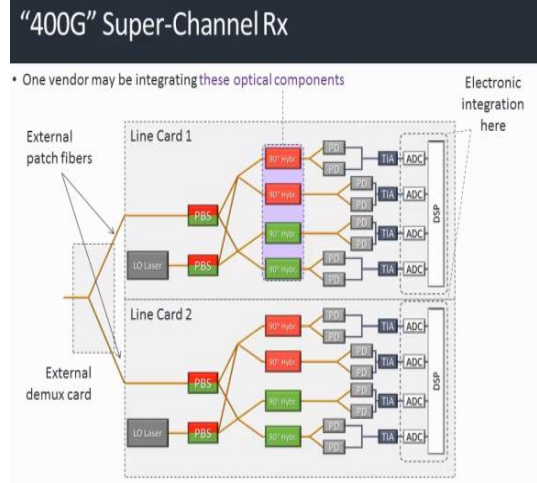 “400G” Super-Channel Rx
• One vendor may be integrating these optical components
Electronic
integration
here
External
patch fibers
Line Card 1
PBS
LO Laser
PBS
90° Hybr.
90° Hybr.
90° Hybr.
90° Hybr.
PD
PD
PD
PD
PD
PD
PD
PD
TIA
TIA
TIA
TIA
ADC
ADC
ADC
ADC
DSP
External
demux card
Line Card 2
PBS
LO Laser
PBS
90° Hybr.
90° Hybr.
90° Hybr.
90° Hybr.
PD
PD
PD
PD
PD
PD
PD
PD
TIA
TIA
TIA
TIA
ADC
ADC
ADC
ADC
DSP